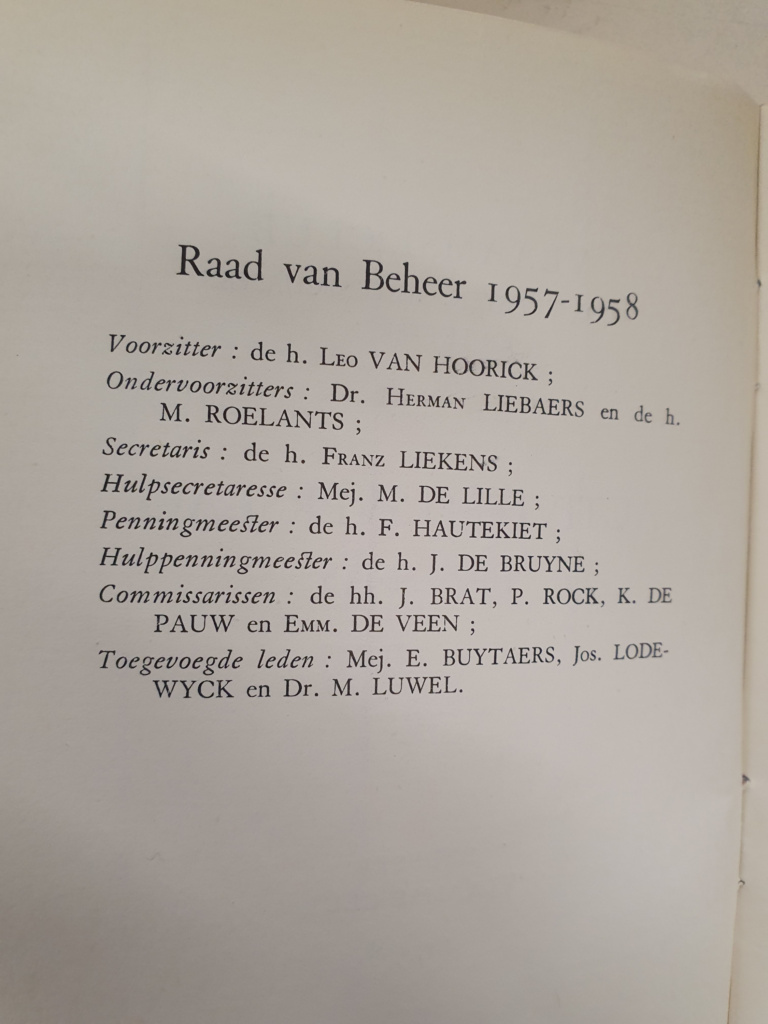 Raad van Beheer 1957-1958
Voorzitter : de h. Leo VAN HOORICK ;
Ondervoorzitters : Dr. Herman LIEBAERS en de h.
M. ROELANTS ;
Secretaris : de h. Franz LIEKENS ;
Hulpsecretaresse : Mej. M. DE LILLE ;
Penningmeester : de h. F. HAUTEKIET ;
Hulppenningmeester : de h. J. DE BRUYNE ;
Commissarissen : de hh. J. BRAT, P. ROCK, K. DE
PAUW en Emm. DE VEEN ;
Toegevoegde leden : Mej. E. BUYTAERS, Jos. LODE-
WYCK en Dr. M. LUWEL.